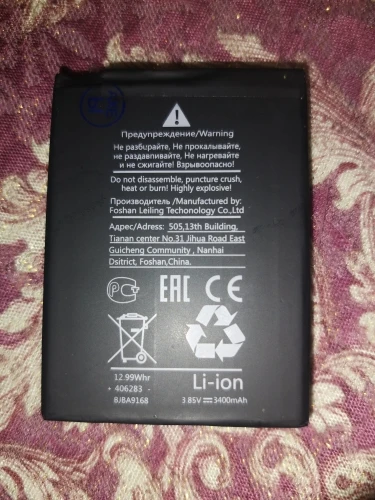 Предупреждение/Warning
Не разбирайте, Не прокалывайте,
не раздавливайте, Не нагревайте
и не сжигайте! Взрывоопасно!
Do not disassemble, puncture crush,
heat or burn! Highly explosive!
Производитель /Manufactured by:
Foshan Leiling Techonology Co.,Ltd
Адрес/Adress: 505,13th Building,
Tianan center No.31 Jihua Road East
Guicheng Community , Nanhai
Dsitrict, Foshan,China.
EAC CE
12.99Whr
406283
B/BA9168
Li-ion
3.85V 3400mAh